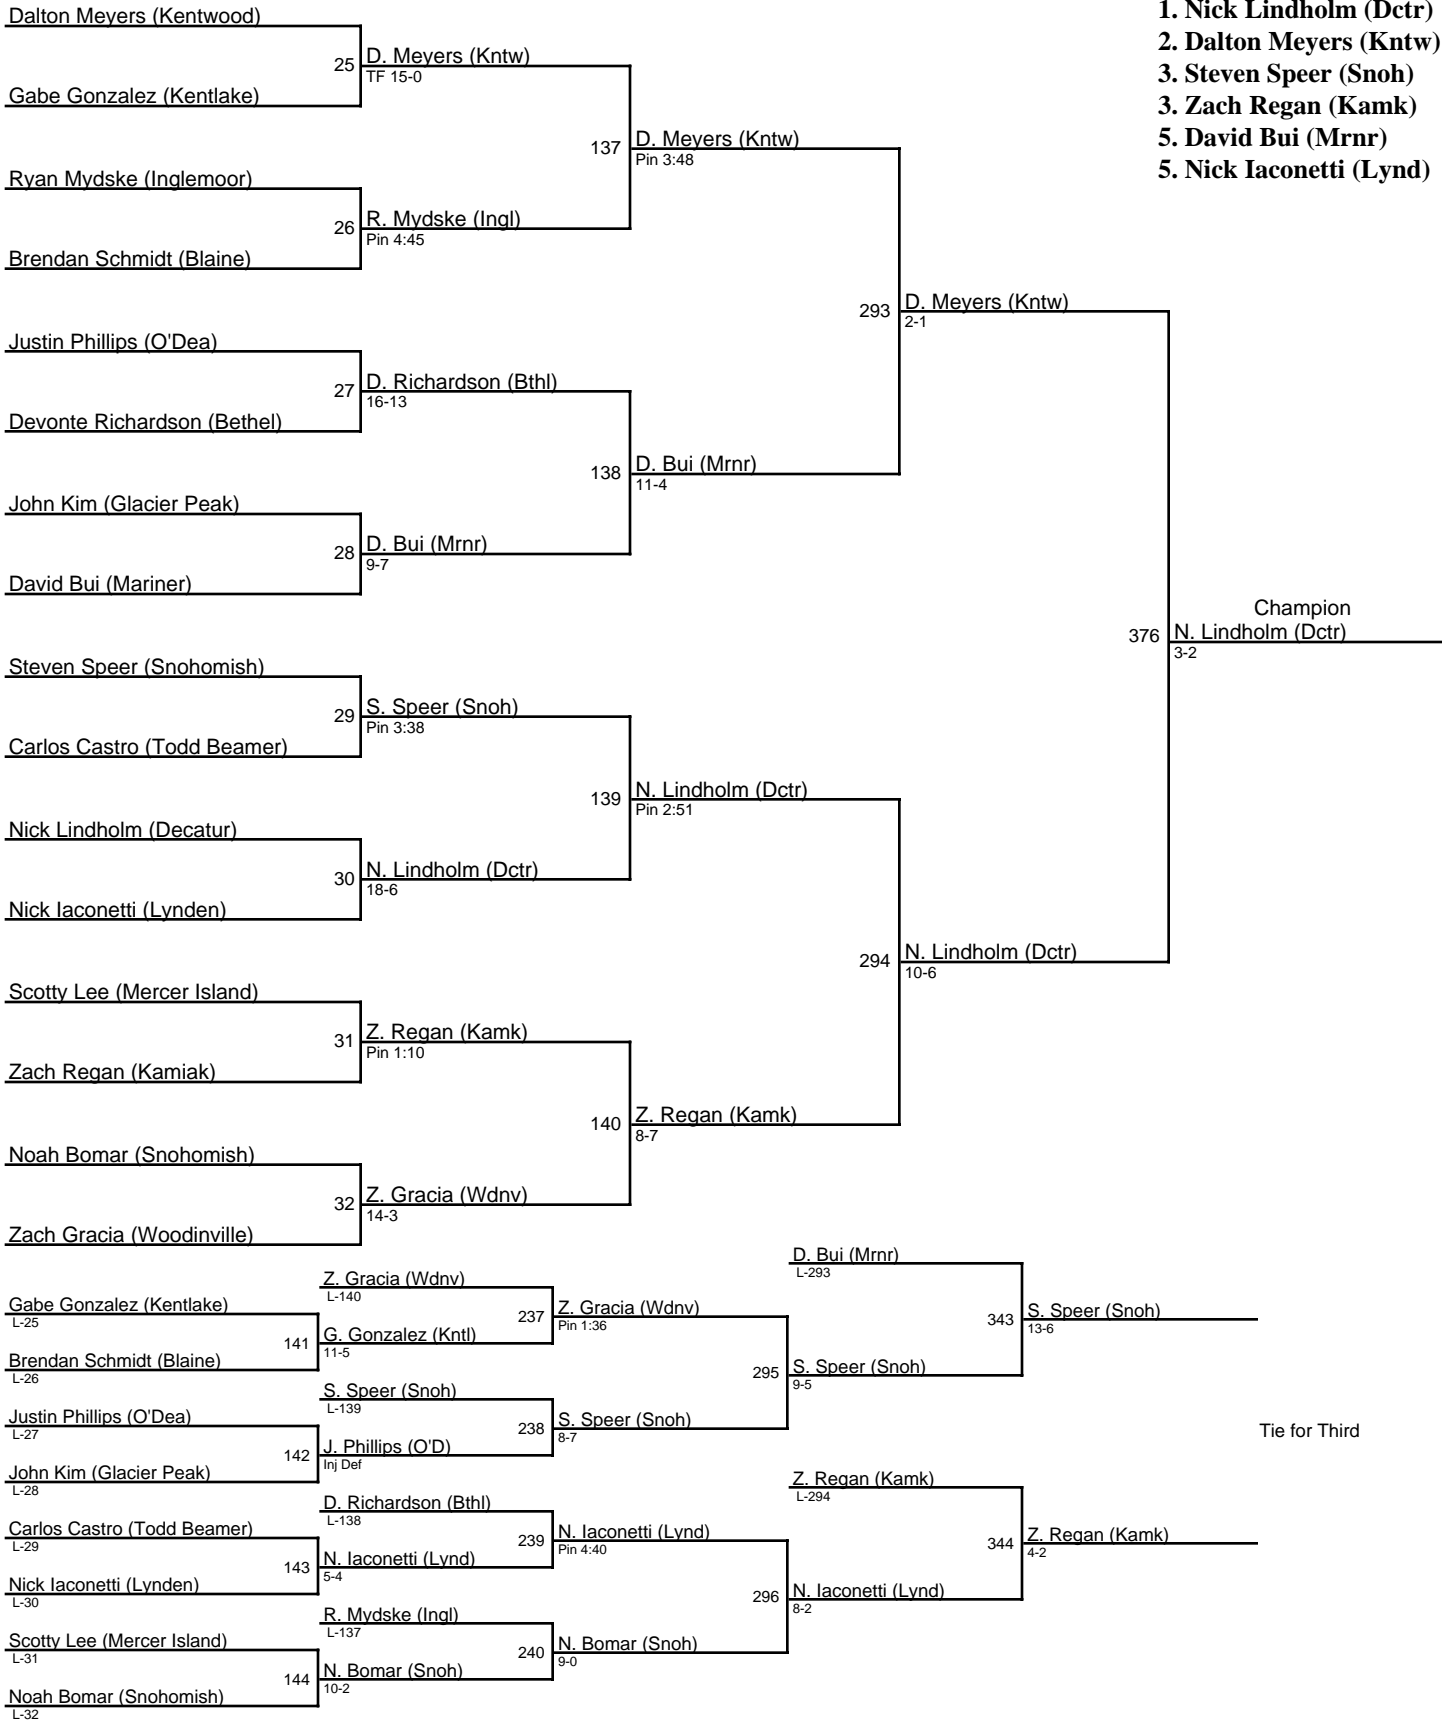 1. Nick Lindholm (Dctr)
2. Dalton Meyers (Kntw)
3. Steven Speer (Snoh)
3. Zach Regan (Kamk)
5. David Bui (Mrnr)
5. Nick Iaconetti (Lynd)
Dalton Meyers (Kentwood)
25 D. Meyers (Kntw)
TF 15-0
Gabe Gonzalez (Kentlake)
137 D. Meyers (Kntw)
Pin 3:48
Ryan Mydske (Inglemoor)
26 R. Mydske (Ingl)
Pin 4:45
Brendan Schmidt (Blaine)
293 D. Meyers (Kntw)
2-1
Justin Phillips (O'Dea)
27 D. Richardson (Bthl)
16-13
Devonte Richardson (Bethel)
138 D. Bui (Mrnr)
11-4
John Kim (Glacier Peak)
28 D. Bui (Mrnr)
9-7
David Bui (Mariner)
Champion
376 N. Lindholm (Dctr)
3-2
Steven Speer (Snohomish)
29 S. Speer (Snoh)
Pin 3:38
Carlos Castro (Todd Beamer)
139 N. Lindholm (Dctr)
Pin 2:51
Nick Lindholm (Decatur)
30 N. Lindholm (Dctr)
18-6
Nick Iaconetti (Lynden)
294 N. Lindholm (Dctr)
10-6
Scotty Lee (Mercer Island)
31 Z. Regan (Kamk)
Pin 1:10
Zach Regan (Kamiak)
140 Z. Regan (Kamk)
8-7
Noah Bomar (Snohomish)
32 Z. Gracia (Wdnv)
14-3
Zach Gracia (Woodinville)
D. Bui (Mrnr)
L-293
Z. Gracia (Wdnv)
L-140
Gabe Gonzalez (Kentlake)
L-25
237 Z. Gracia (Wdnv)
Pin 1:36
343 S. Speer (Snoh)
13-6
141 G. Gonzalez (Kntl)
11-5
Brendan Schmidt (Blaine)
L-26
295 S. Speer (Snoh)
9-5
S. Speer (Snoh)
L-139
Justin Phillips (O'Dea)
L-27
238 S. Speer (Snoh)
8-7
Tie for Third
142 J. Phillips (O'D)
Inj Def
John Kim (Glacier Peak)
L-28
Z. Regan (Kamk)
L-294
D. Richardson (Bthl)
L-138
Carlos Castro (Todd Beamer)
L-29
239 N. Iaconetti (Lynd)
Pin 4:40
344 Z. Regan (Kamk)
4-2
143 N. Iaconetti (Lynd)
5-4
Nick Iaconetti (Lynden)
L-30
296 N. Iaconetti (Lynd)
8-2
R. Mydske (Ingl)
L-137
Scotty Lee (Mercer Island)
L-31
240 N. Bomar (Snoh)
9-0
144 N. Bomar (Snoh)
10-2
Noah Bomar (Snohomish)
L-32